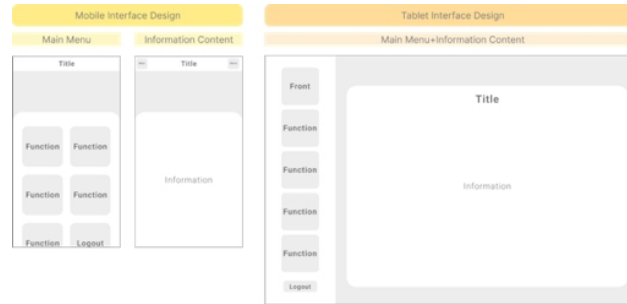 Mobile Interface Design
Main Menu
Information Content
Title
Function Function
Function Function
Function Logout
Title
Information
Tablet Interface Design
Main Menu+Information Content
Front
Function
Function
Function
Function
Logout
Title
Information